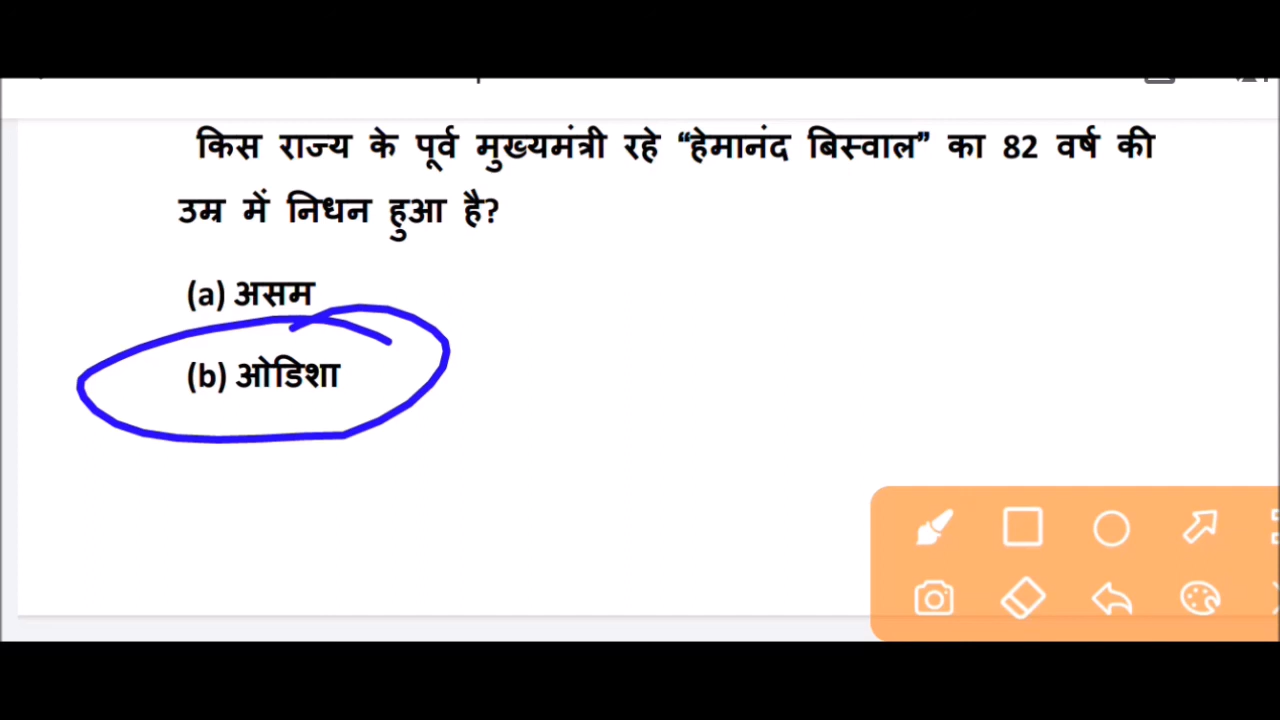 किस राज्य के पूर्व मुख्यमंत्री रहे “हेमानंद बिस्वाल” का 82 वर्ष की
उम्र में निधन हुआ है?
(a) असम
(b) ओडिशा